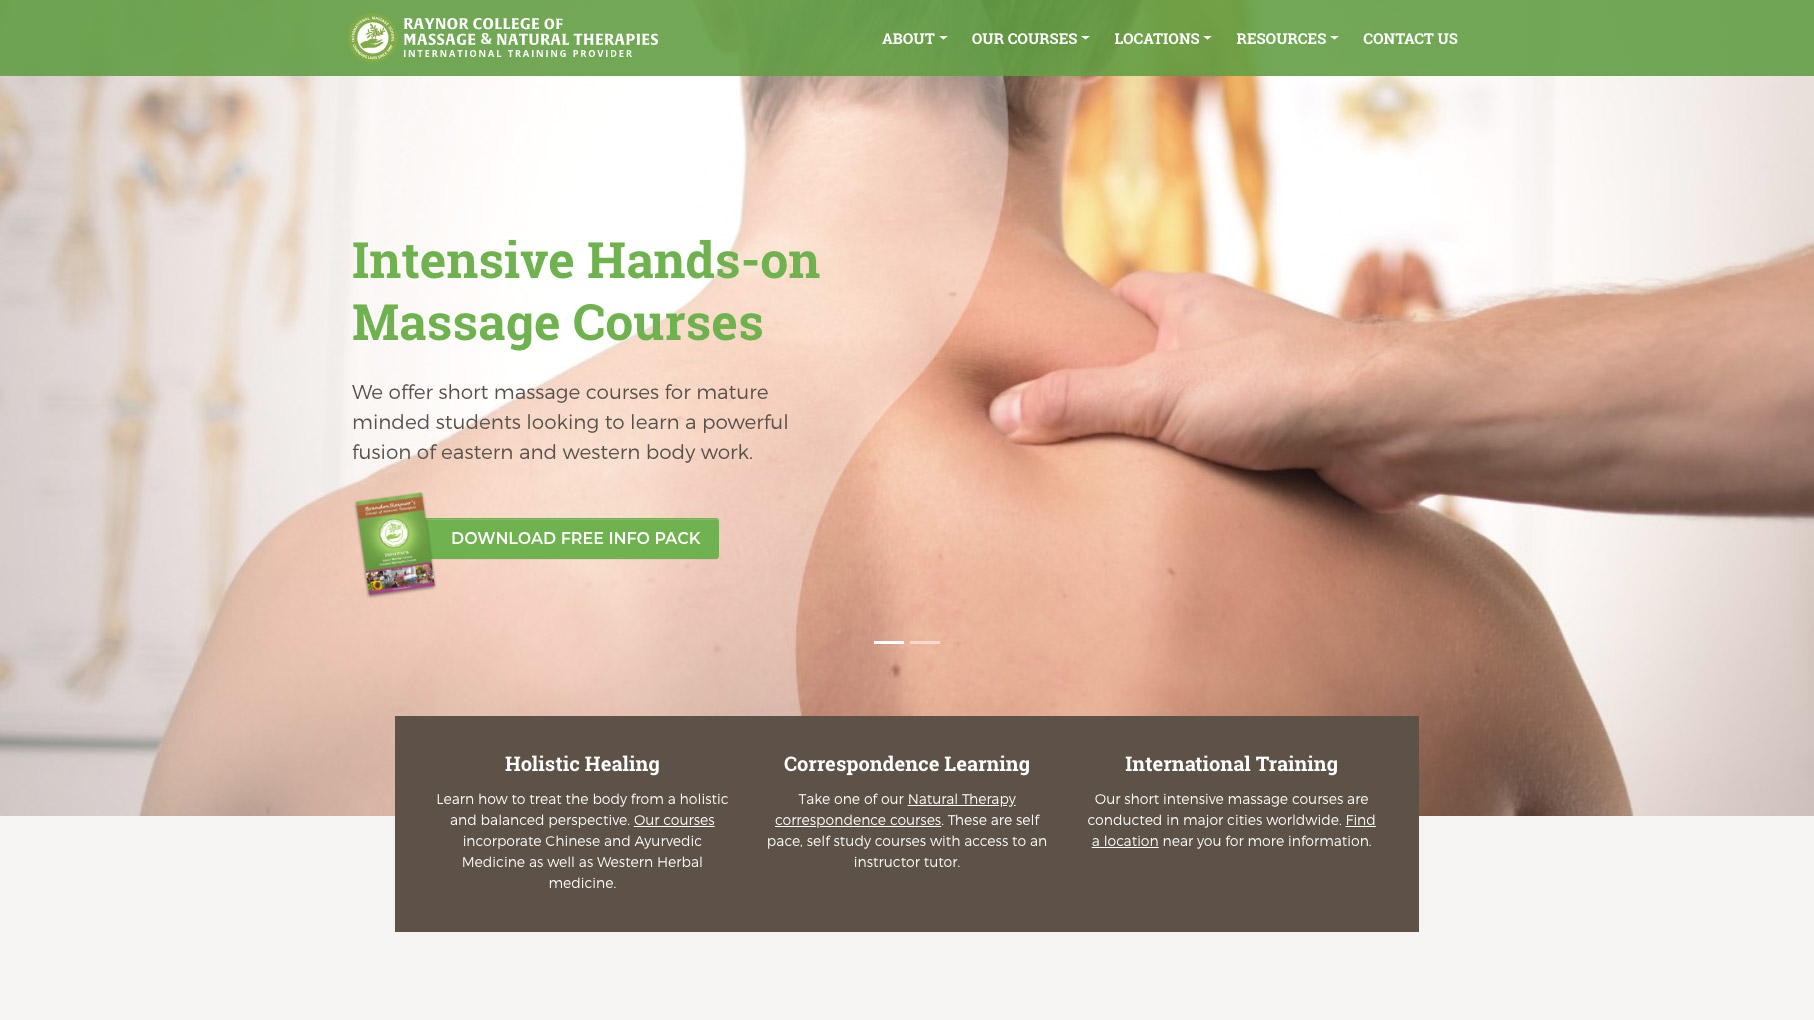 RAYNOR COLLEGE OF
MASSAGE & NATURAL THERAPIES
INTERNATIONAL TRAINING PROVIDER
ABOUT
OUR COURSES
LOCATIONS
RESOURCES
CONTACT US
Intensive Hands-on
Massage Courses
We offer short massage courses for mature
minded students looking to learn a powerful
fusion of eastern and western body work.
DOWNLOAD FREE INFO PACK
Holistic Healing
Learn how to treat the body from a holistic
and balanced perspective. Our courses
incorporate Chinese and Ayurvedic
Medicine as well as Western Herbal
medicine.
Correspondence Learning
Take one of our Natural Therapy
correspondence courses. These are self
pace, self study courses with access to an
instructor tutor.
International Training
Our short intensive massage courses are
conducted in major cities worldwide. Find
a location near you for more information.